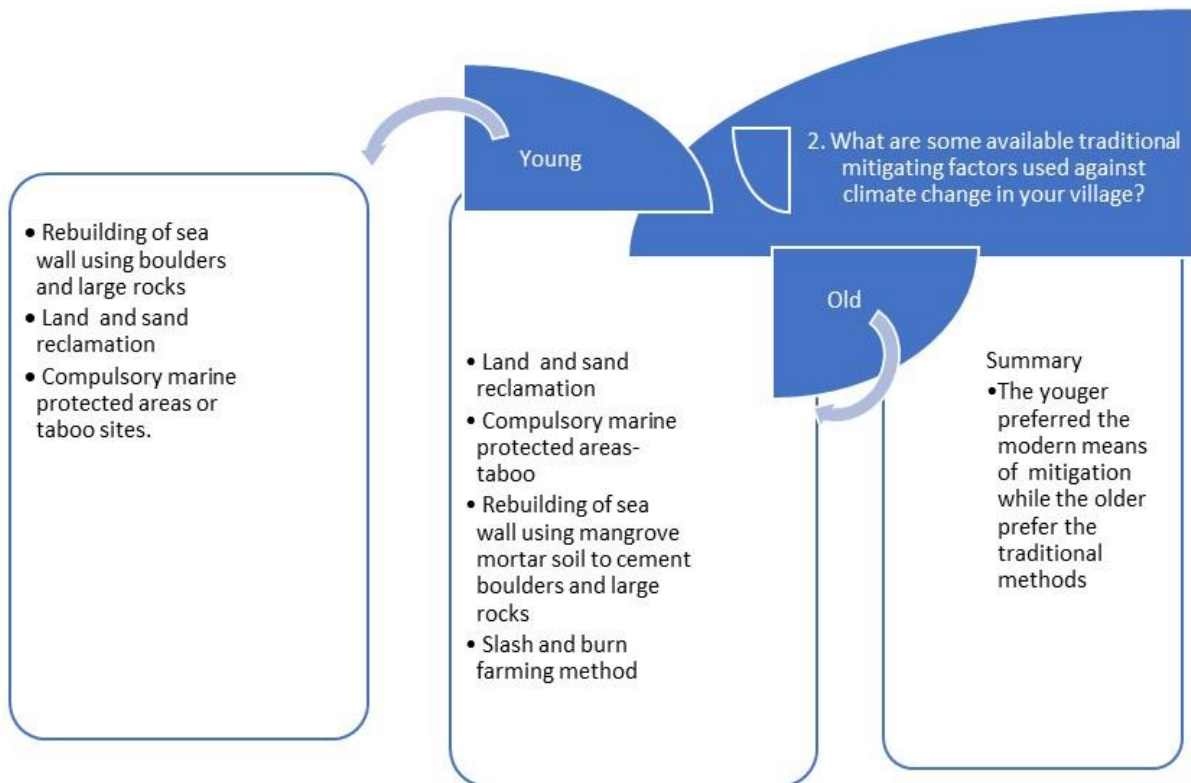 2. What are some available traditional
mitigating factors used against
climate change in your village?
Young
• Rebuilding of sea
wall using boulders
and large rocks
• Land and sand
reclamation
• Compulsory marine
protected areas or
taboo sites.
Old
• Land and sand
reclamation
• Compulsory marine
protected areas-
taboo
• Rebuilding of sea
wall using mangrove
mortar soil to cement
boulders and large
rocks
• Slash and burn
farming method
Summary
•The youger
preferred the
modern means
of mitigation
while the older
prefer the
traditional
methods